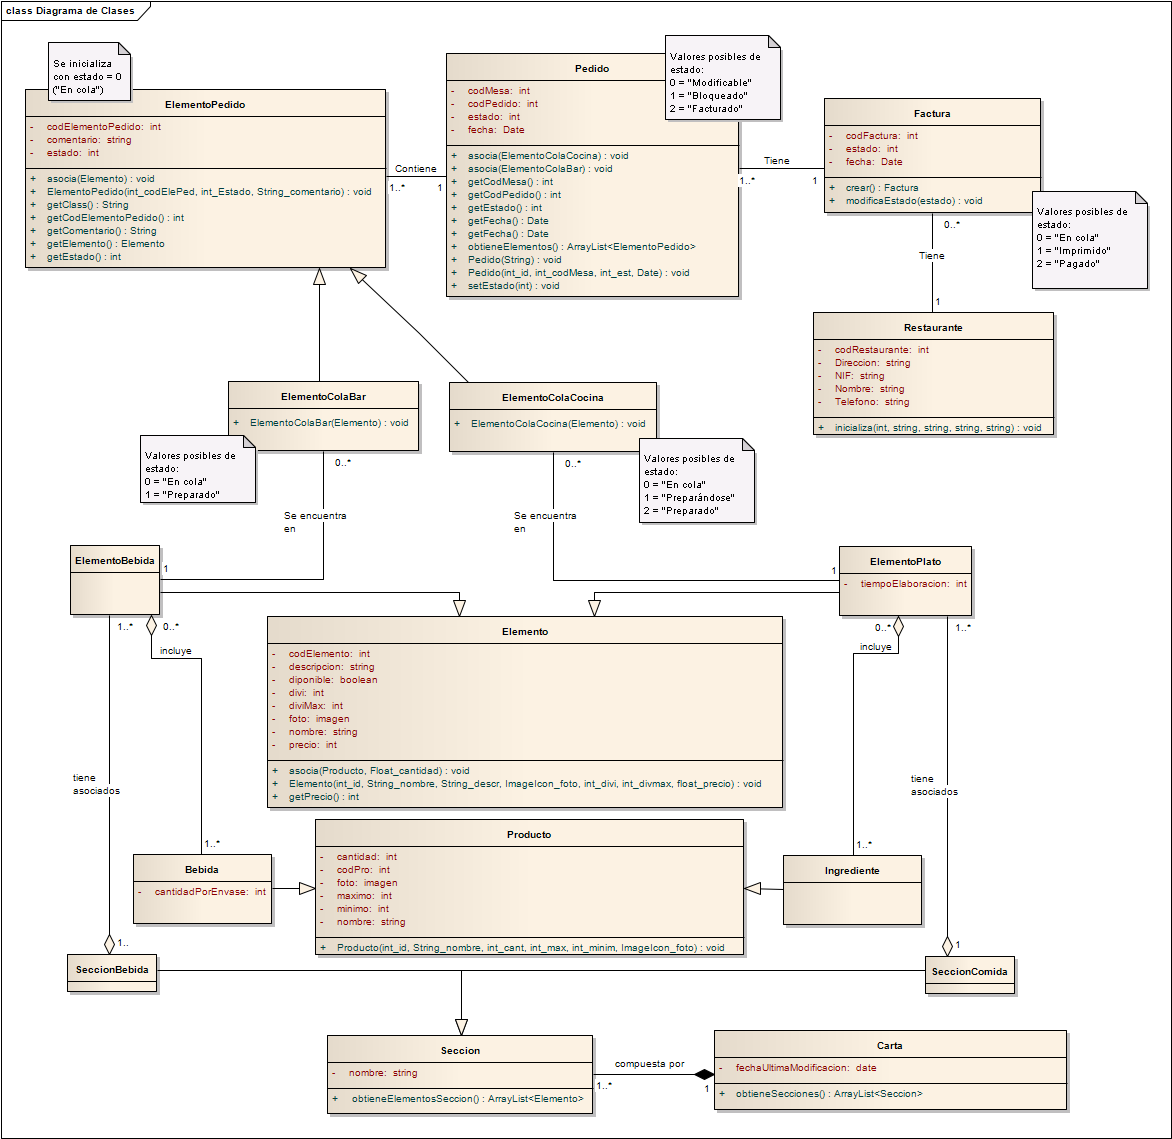 class Diagrama de Clases
Se inicializa
con estado = 0
("En cola")
ElementoPedido
- codElementoPedido: int
- comentario: string
- estado: int
+ asocia(Elemento) : void
+ ElementoPedido(int_codElePed, int_Estado, String_comentario) : void
+ getClass() : String
+ getCodElementoPedido() : int
+ getComentario() : String
+ getElemento() : Elemento
+ getEstado() : int
Contiene
1..*
1
Pedido
- codMesa: int
- codPedido: int
- estado: int
- fecha: Date
+ asocia(ElementoColaCocina) : void
+ asocia(ElementoColaBar) : void
+ getCodMesa() : int
+ getCodPedido() : int
+ getEstado() : int
+ getFecha() : Date
+ getFecha() : Date
+ obtieneElementos() : ArrayList<ElementoPedido>
+ Pedido(String) : void
+ Pedido(int_id, int_codMesa, int_est, Date) : void
+ setEstado(int) : void
Valores posibles de
estado:
0 = "Modificable"
1 = "Bloqueado"
2 = "Facturado"
Tiene
1..*
1
Factura
- codFactura: int
- estado: int
- fecha: Date
+ crear() : Factura
+ modificaEstado(estado) : void
Valores posibles de
estado:
0 = "En cola"
1 = "Imprimido"
2 = "Pagado"
0..*
Tiene
1
Restaurante
- codRestaurante: int
- Direccion: string
- NIF: string
- Nombre: string
- Telefono: string
+ inicializa(int, string, string, string, string) : void
ElementoColaBar
+ ElementoColaBar(Elemento) : void
Valores posibles de
estado:
0 = "En cola"
1 = "Preparado"
0..*
Se encuentra
en
1
ElementoColaCocina
+ ElementoColaCocina(Elemento) : void
Valores posibles de
estado:
0 = "En cola"
1 = "Preparándose"
2 = "Preparado"
0..*
Se encuentra
en
1
ElementoBebida
1..*
0..*
incluye
ElementoPlato
- tiempoElaboracion: int
0..*
1..*
incluye
Elemento
- codElemento: int
- descripcion: string
- diponible: boolean
- divi: int
- diviMax: int
- foto: imagen
- nombre: string
- precio: int
+ asocia(Producto, Float_cantidad) : void
+ Elemento(int_id, String_nombre, String_descr, ImageIcon_foto, int_divi, int_divmax, float_precio) : void
+ getPrecio() : int
tiene
asociados
tiene
asociados
1..*
Bebida
- cantidadPorEnvase: int
Producto
- cantidad: int
- codPro: int
- foto: imagen
- maximo: int
- minimo: int
- nombre: string
+ Producto(int_id, String_nombre, int_cant, int_max, int_minim, ImageIcon_foto) : void
1..*
Ingrediente
1..
SeccionBebida
1
SeccionComida
Seccion
- nombre: string
+ obtieneElementosSeccion() : ArrayList<Elemento>
compuesta por
1..*
1
Carta
- fechaUltimaModificacion: date
+ obtieneSecciones() : ArrayList<Seccion>